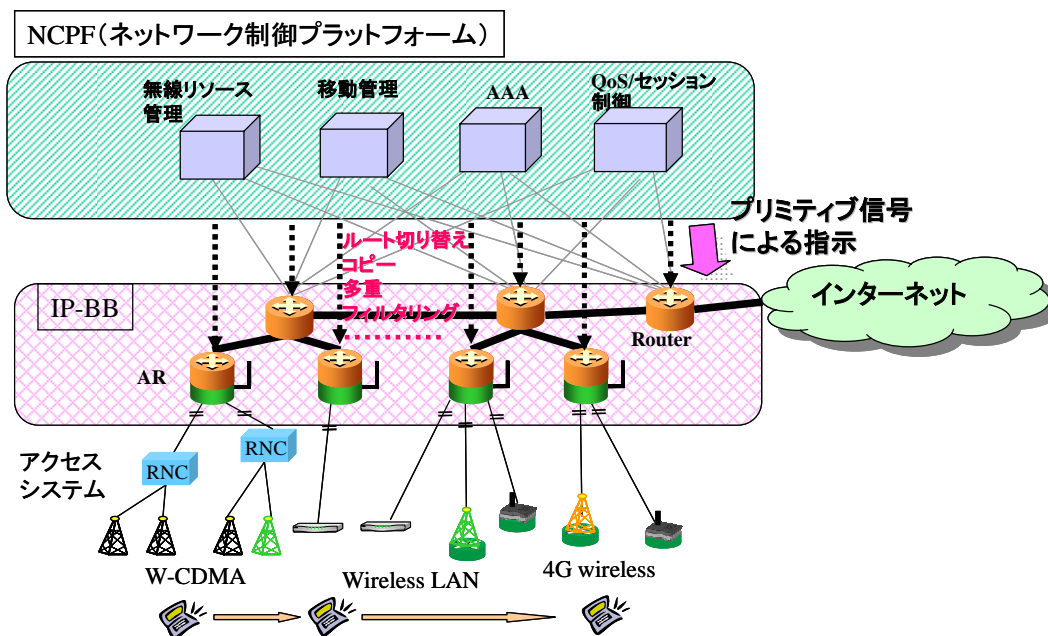 NCPF(ネットワーク制御プラットフォーム)
無線リソース
管理
移動管理
AAA
QoS/セッション
制御
プリミティブ信号
による指示
ルート切り替え
コピー
多重
フィルタリング
IP-BB
インターネット
Router
AR
アクセス
システム
RNC
RNC
W-CDMA
Wireless LAN
4G wireless